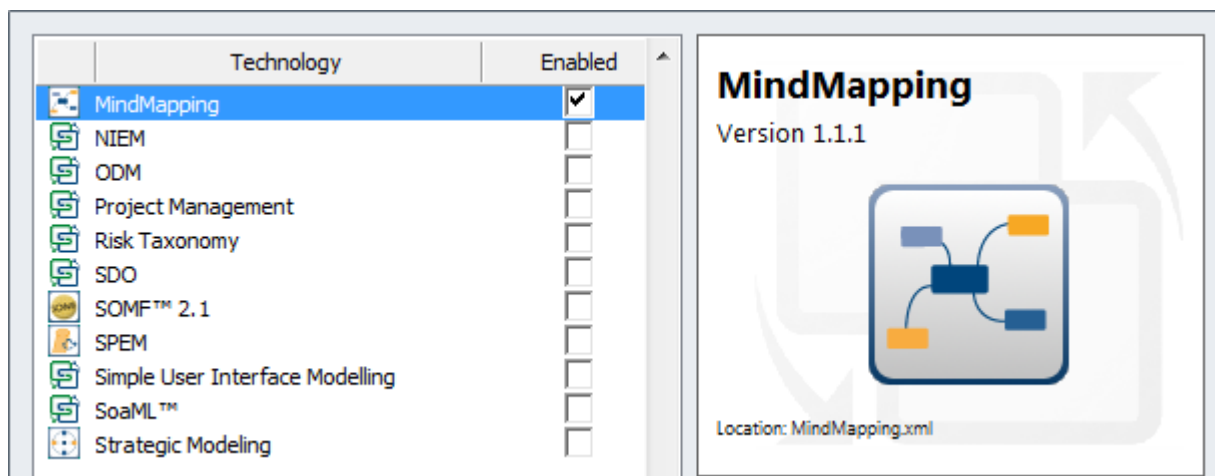 Technology Enabled
MindMapping
NIEM
ODM
Project Management
Risk Taxonomy
SDO
SOMF™ 2.1
SPEM
Simple User Interface Modelling
SoaML™
Strategic Modeling
MindMapping
Version 1.1.1
Location: MindMapping.xml